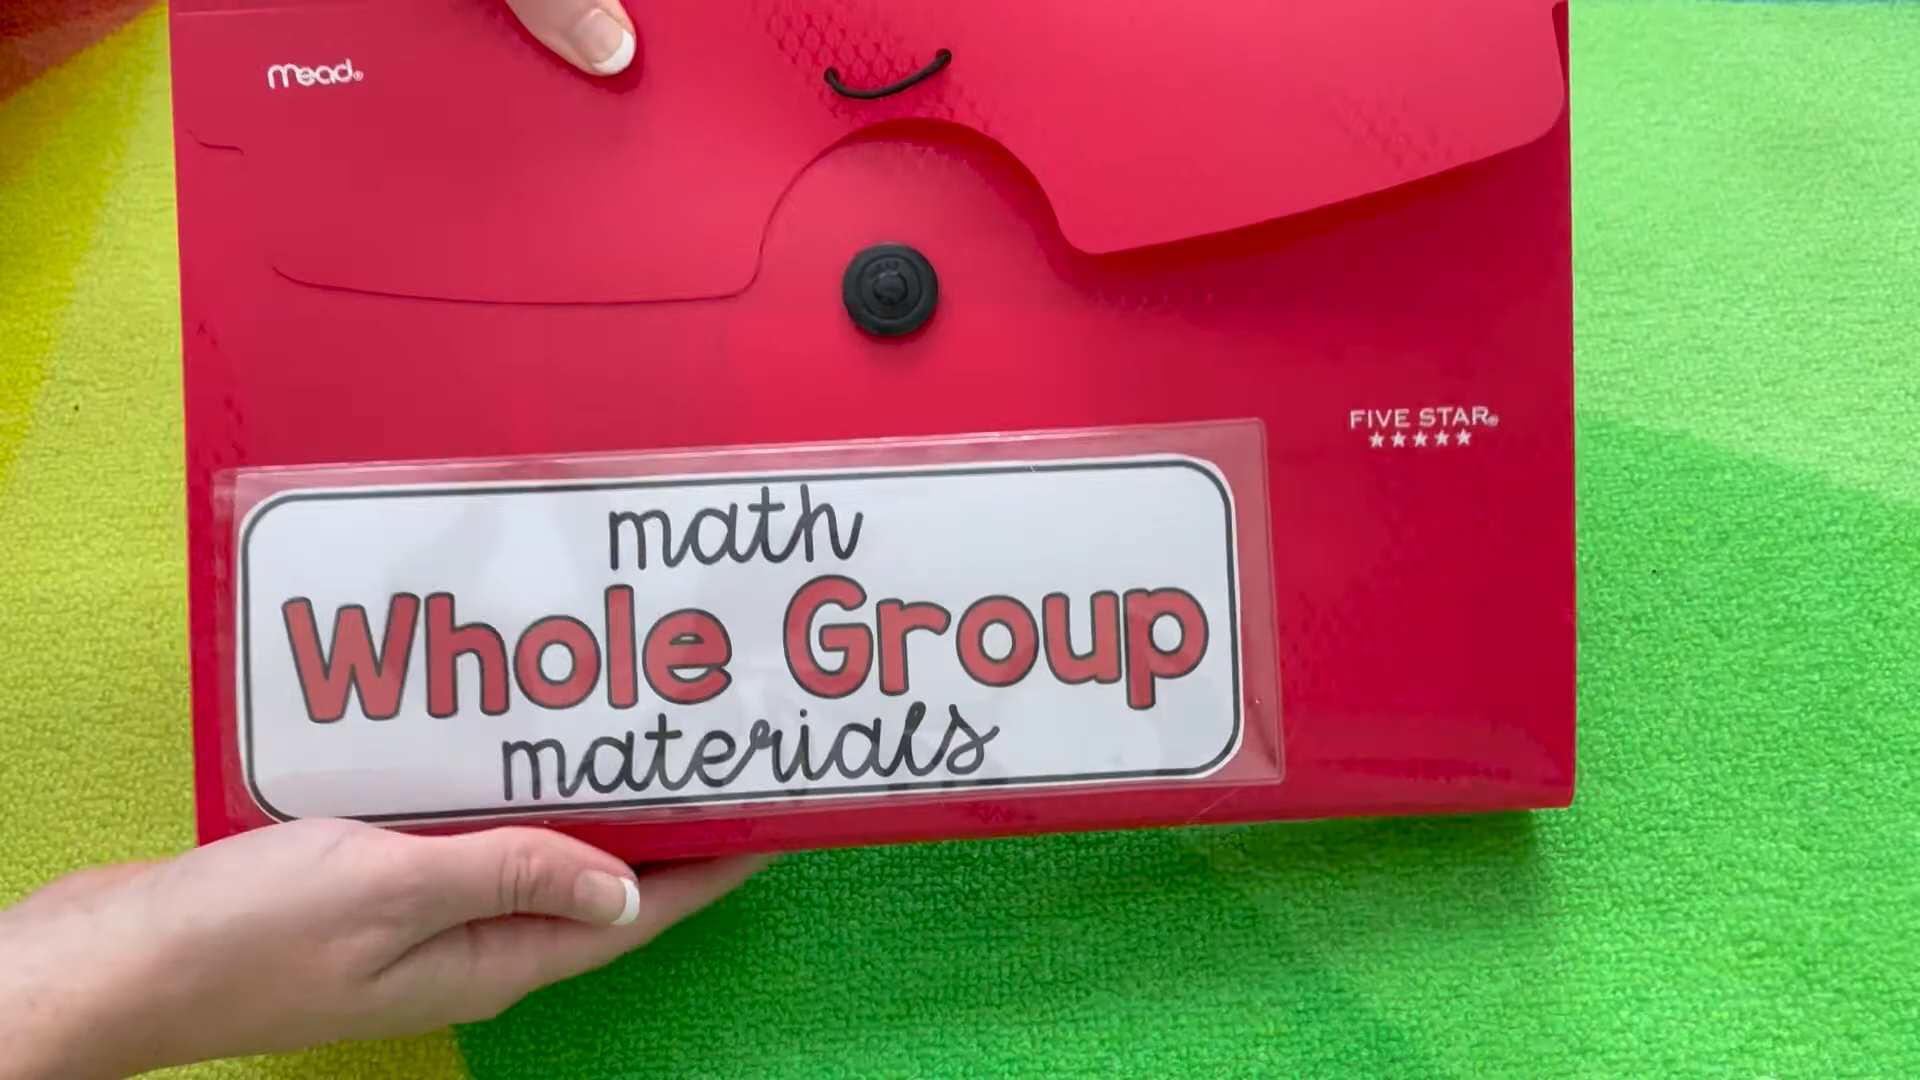 mead®
FIVE STAR®
★★★★★
math
Whole Group
materials